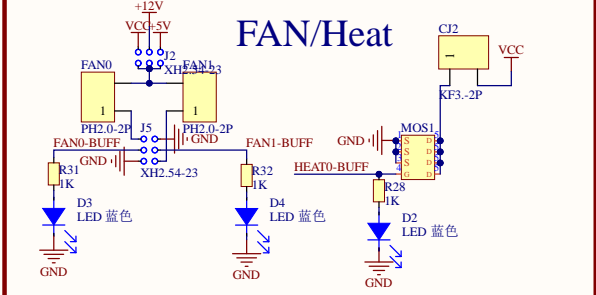 +12V
VCC
+5V
FAN/Heat
J2
XH2.54-23
FAN0
FAN1
1
1
PH2.0-2P
PH2.0-2P
CJ2
1
VCC
KF3.-2P
J5
GND
FAN0-BUFF
FAN1-BUFF
GND
XH2.54-23
MOS1
GND
S D
S D
S D
G D
HEAT0-BUFF
R31
1K
R32
1K
R28
1K
D3
LED 蓝色
D4
LED 蓝色
D2
LED 蓝色
GND
GND
GND